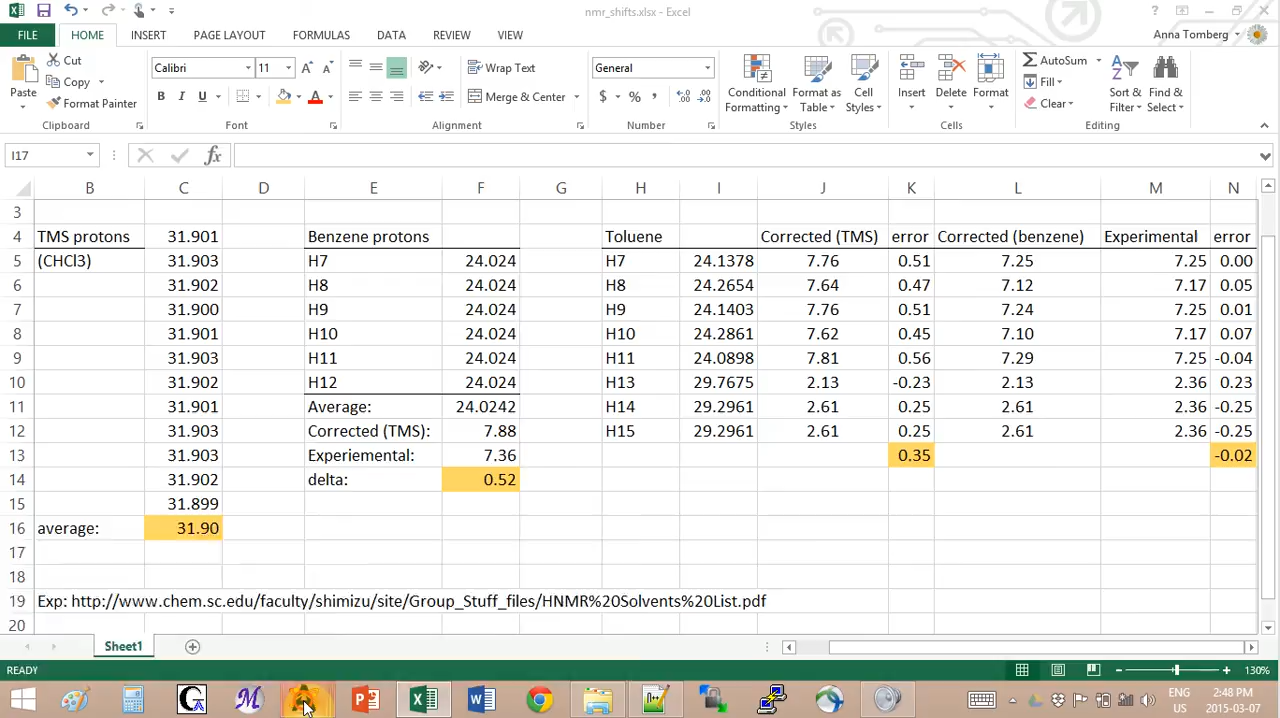 nmr_shifts.xlsx - Excel
FILE HOME INSERT PAGE LAYOUT FORMULAS DATA REVIEW VIEW Anna Tomberg
Paste Cut Copy Format Painter
Calibri 11
B I U
Wrap Text
Merge & Center
General
$ % ,
Conditional Formatting Format as Table Cell Styles
Insert Delete Format
AutoSum Fill Clear
Sort & Filter Find & Select
Clipboard Font Alignment Number Styles Cells Editing
I17 fx
B C D E F G H I J K L M N
3
4 TMS protons 31.901 Benzene protons Toluene Corrected (TMS) error Corrected (benzene) Experimental error
5 (CHCl3) 31.903 H7 24.024 H7 24.1378 7.76 0.51 7.25 7.25 0.00
6 31.902 H8 24.024 H8 24.2654 7.64 0.47 7.12 7.17 0.05
7 31.900 H9 24.024 H9 24.1403 7.76 0.51 7.24 7.25 0.01
8 31.901 H10 24.024 H10 24.2861 7.62 0.45 7.10 7.17 0.07
9 31.903 H11 24.024 H11 24.0898 7.81 0.56 7.29 7.25 -0.04
10 31.902 H12 24.024 H13 29.7675 2.13 -0.23 2.13 2.36 0.23
11 31.901 Average: 24.0242 H14 29.2961 2.61 0.25 2.61 2.36 -0.25
12 31.903 Corrected (TMS): 7.88 H15 29.2961 2.61 0.25 2.61 2.36 -0.25
13 31.903 Experiemental: 7.36 0.35 -0.02
14 31.902 delta: 0.52
15 31.899
16 average: 31.90
17
18
19 Exp: http://www.chem.sc.edu/faculty/shimizu/site/Group_Stuff_files/HNMR%20Solvents%20List.pdf
20
Sheet1
READY 130%
ENG 2:48 PM
US 2015-03-07